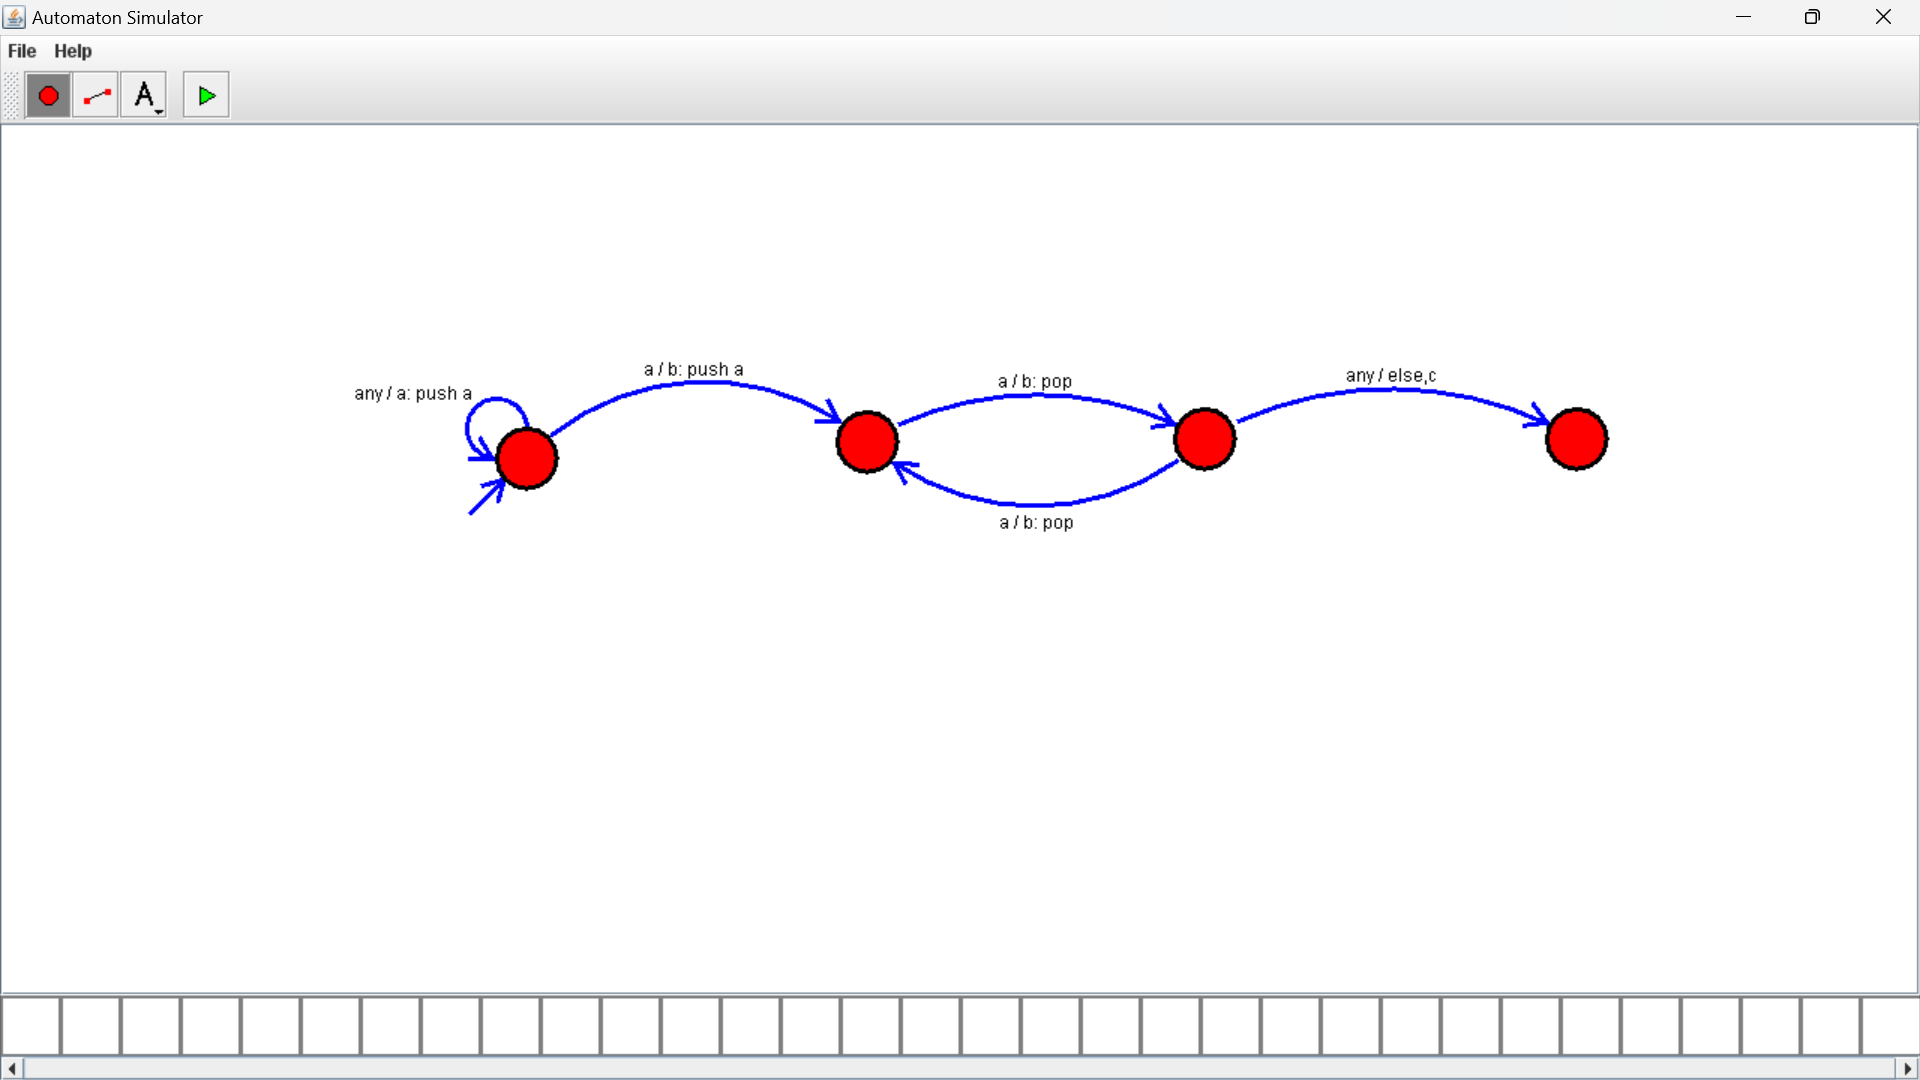 Automaton Simulator
File Help
A
a / b: push a
any / else,c
a / b: pop
any / a: push a
a / b: pop